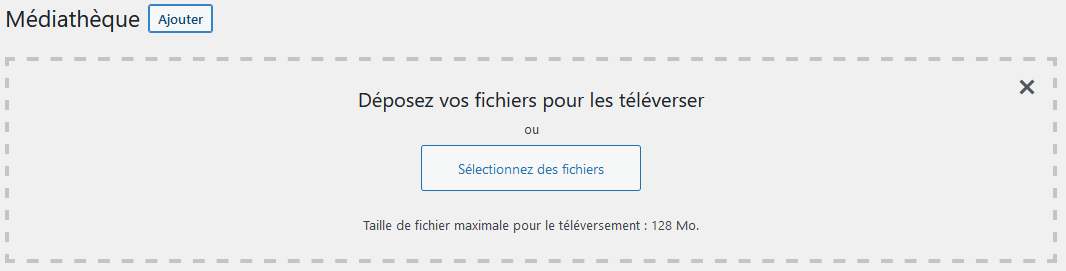 Médiathèque Ajouter
Déposez vos fichiers pour les téléverser
ou
Sélectionnez des fichiers
Taille de fichier maximale pour le téléversement : 128 Mo.